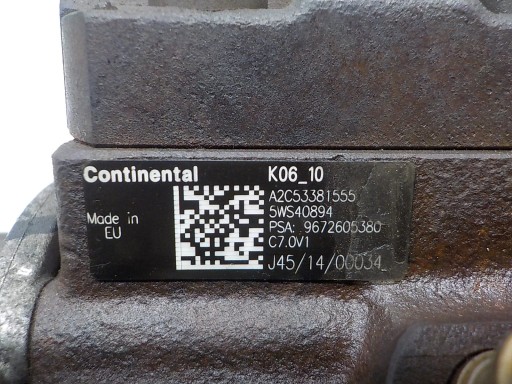 Continental K06_10
A2C53381555
5WS40894
Made in
EU
PSA: 9672605380
C7.0V1
J45/14/00034